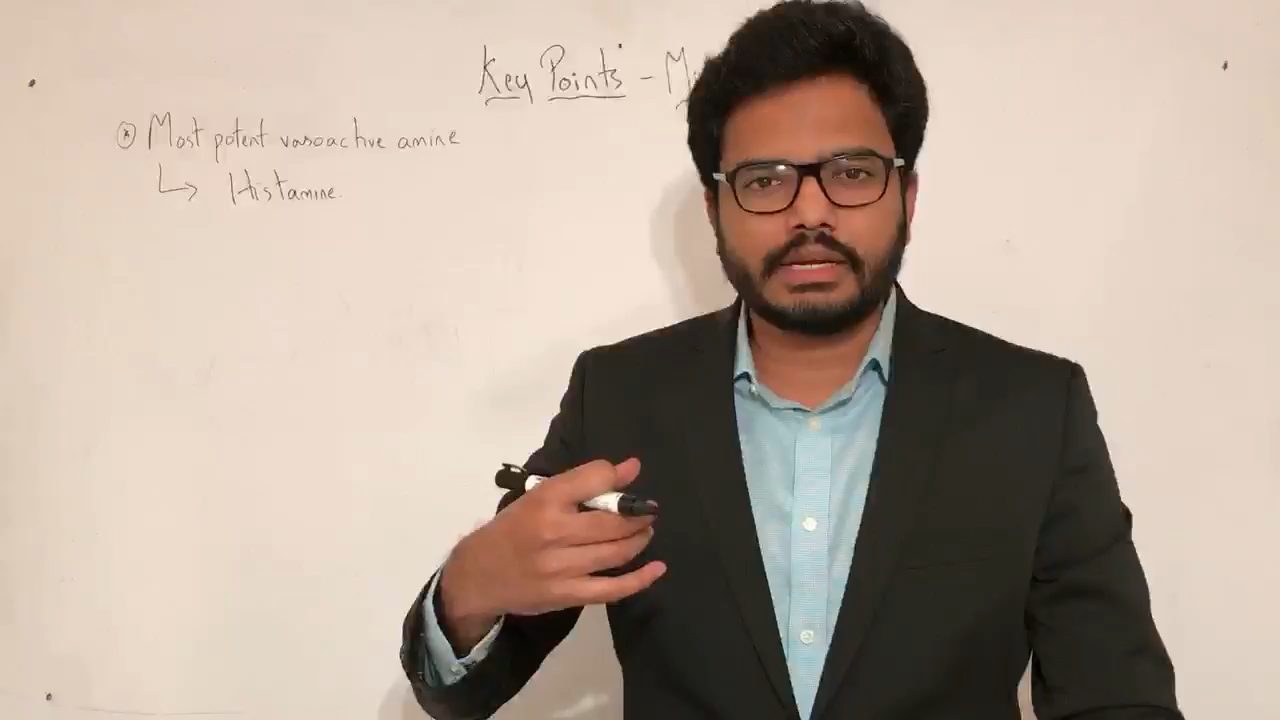 Key Points -
⊛ Most potent vasoactive amine
↳ Histamine.